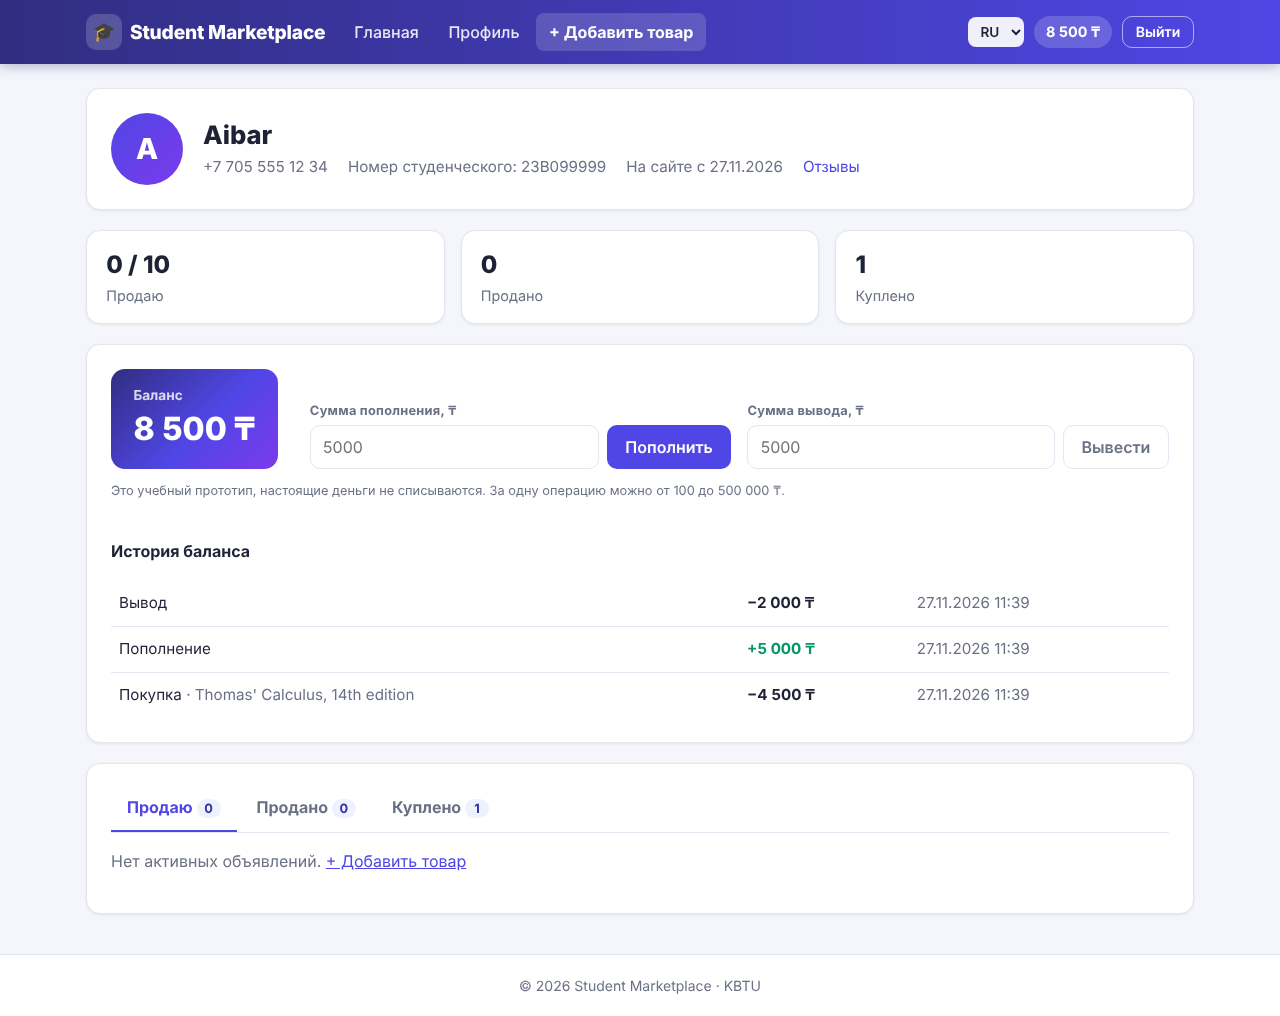 🎓 Student Marketplace Главная Профиль + Добавить товар RU 8 500 ₸ Выйти
A
Aibar
+7 705 555 12 34 Номер студенческого: 23B099999 На сайте с 27.11.2026 Отзывы
0 / 10
Продаю
0
Продано
1
Куплено
Баланс
8 500 ₸
Сумма пополнения, ₸
5000 Пополнить
Сумма вывода, ₸
5000 Вывести
Это учебный прототип, настоящие деньги не списываются. За одну операцию можно от 100 до 500 000 ₸.
История баланса
Вывод −2 000 ₸ 27.11.2026 11:39
Пополнение +5 000 ₸ 27.11.2026 11:39
Покупка · Thomas' Calculus, 14th edition −4 500 ₸ 27.11.2026 11:39
Продаю 0 Продано 0 Куплено 1
Нет активных объявлений. + Добавить товар
© 2026 Student Marketplace · KBTU